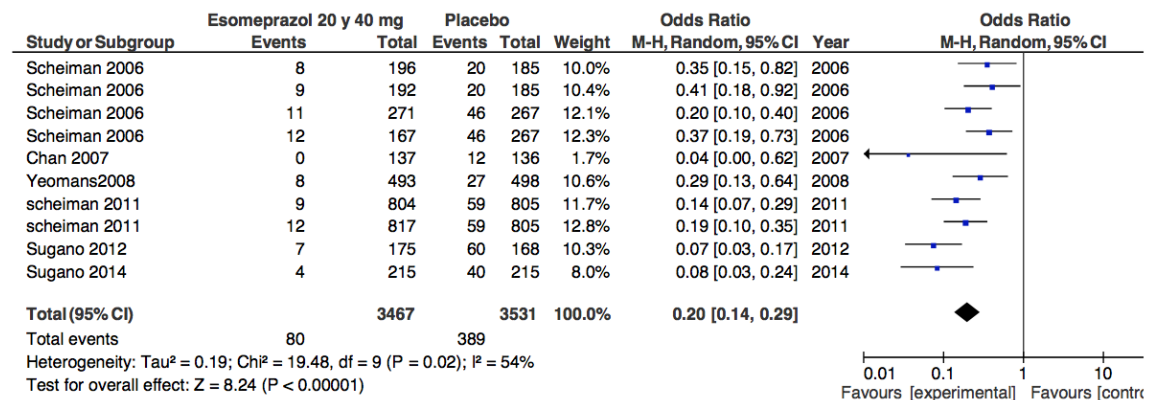 Esomeprazol 20 y 40 mg Placebo Odds Ratio Odds Ratio
Study or Subgroup Events Total Events Total Weight M-H, Random, 95% CI Year M-H, Random, 95% CI
Scheiman 2006 8 196 20 185 10.0% 0.35 [0.15, 0.82] 2006
Scheiman 2006 9 192 20 185 10.4% 0.41 [0.18, 0.92] 2006
Scheiman 2006 11 271 46 267 12.1% 0.20 [0.10, 0.40] 2006
Scheiman 2006 12 167 46 267 12.3% 0.37 [0.19, 0.73] 2006
Chan 2007 0 137 12 136 1.7% 0.04 [0.00, 0.62] 2007
Yeomans2008 8 493 27 498 10.6% 0.29 [0.13, 0.64] 2008
scheiman 2011 9 804 59 805 11.7% 0.14 [0.07, 0.29] 2011
scheiman 2011 12 817 59 805 12.8% 0.19 [0.10, 0.35] 2011
Sugano 2012 7 175 60 168 10.3% 0.07 [0.03, 0.17] 2012
Sugano 2014 4 215 40 215 8.0% 0.08 [0.03, 0.24] 2014
Total (95% CI) 3467 3531 100.0% 0.20 [0.14, 0.29]
Total events 80 389
Heterogeneity: Tau² = 0.19; Chi² = 19.48, df = 9 (P = 0.02); I² = 54%
Test for overall effect: Z = 8.24 (P < 0.00001)
0.01 0.1 1 10
Favours [experimental] Favours [contro